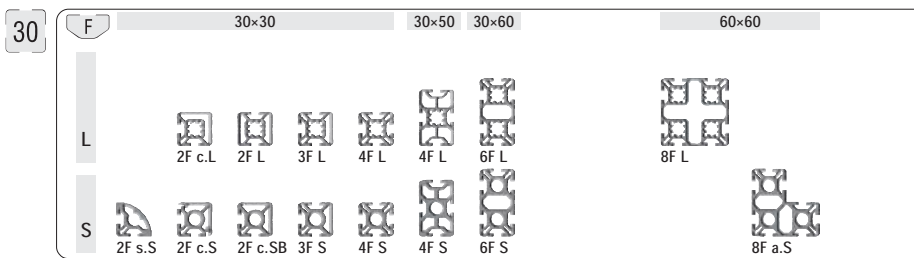 30 F 30×30 30×50 30×60 60×60
L
2F c.L 2F L 3F L 4F L 4F L 6F L 8F L
S
2F s.S 2F c.S 2F c.SB 3F S 4F S 4F S 6F S 8F a.S